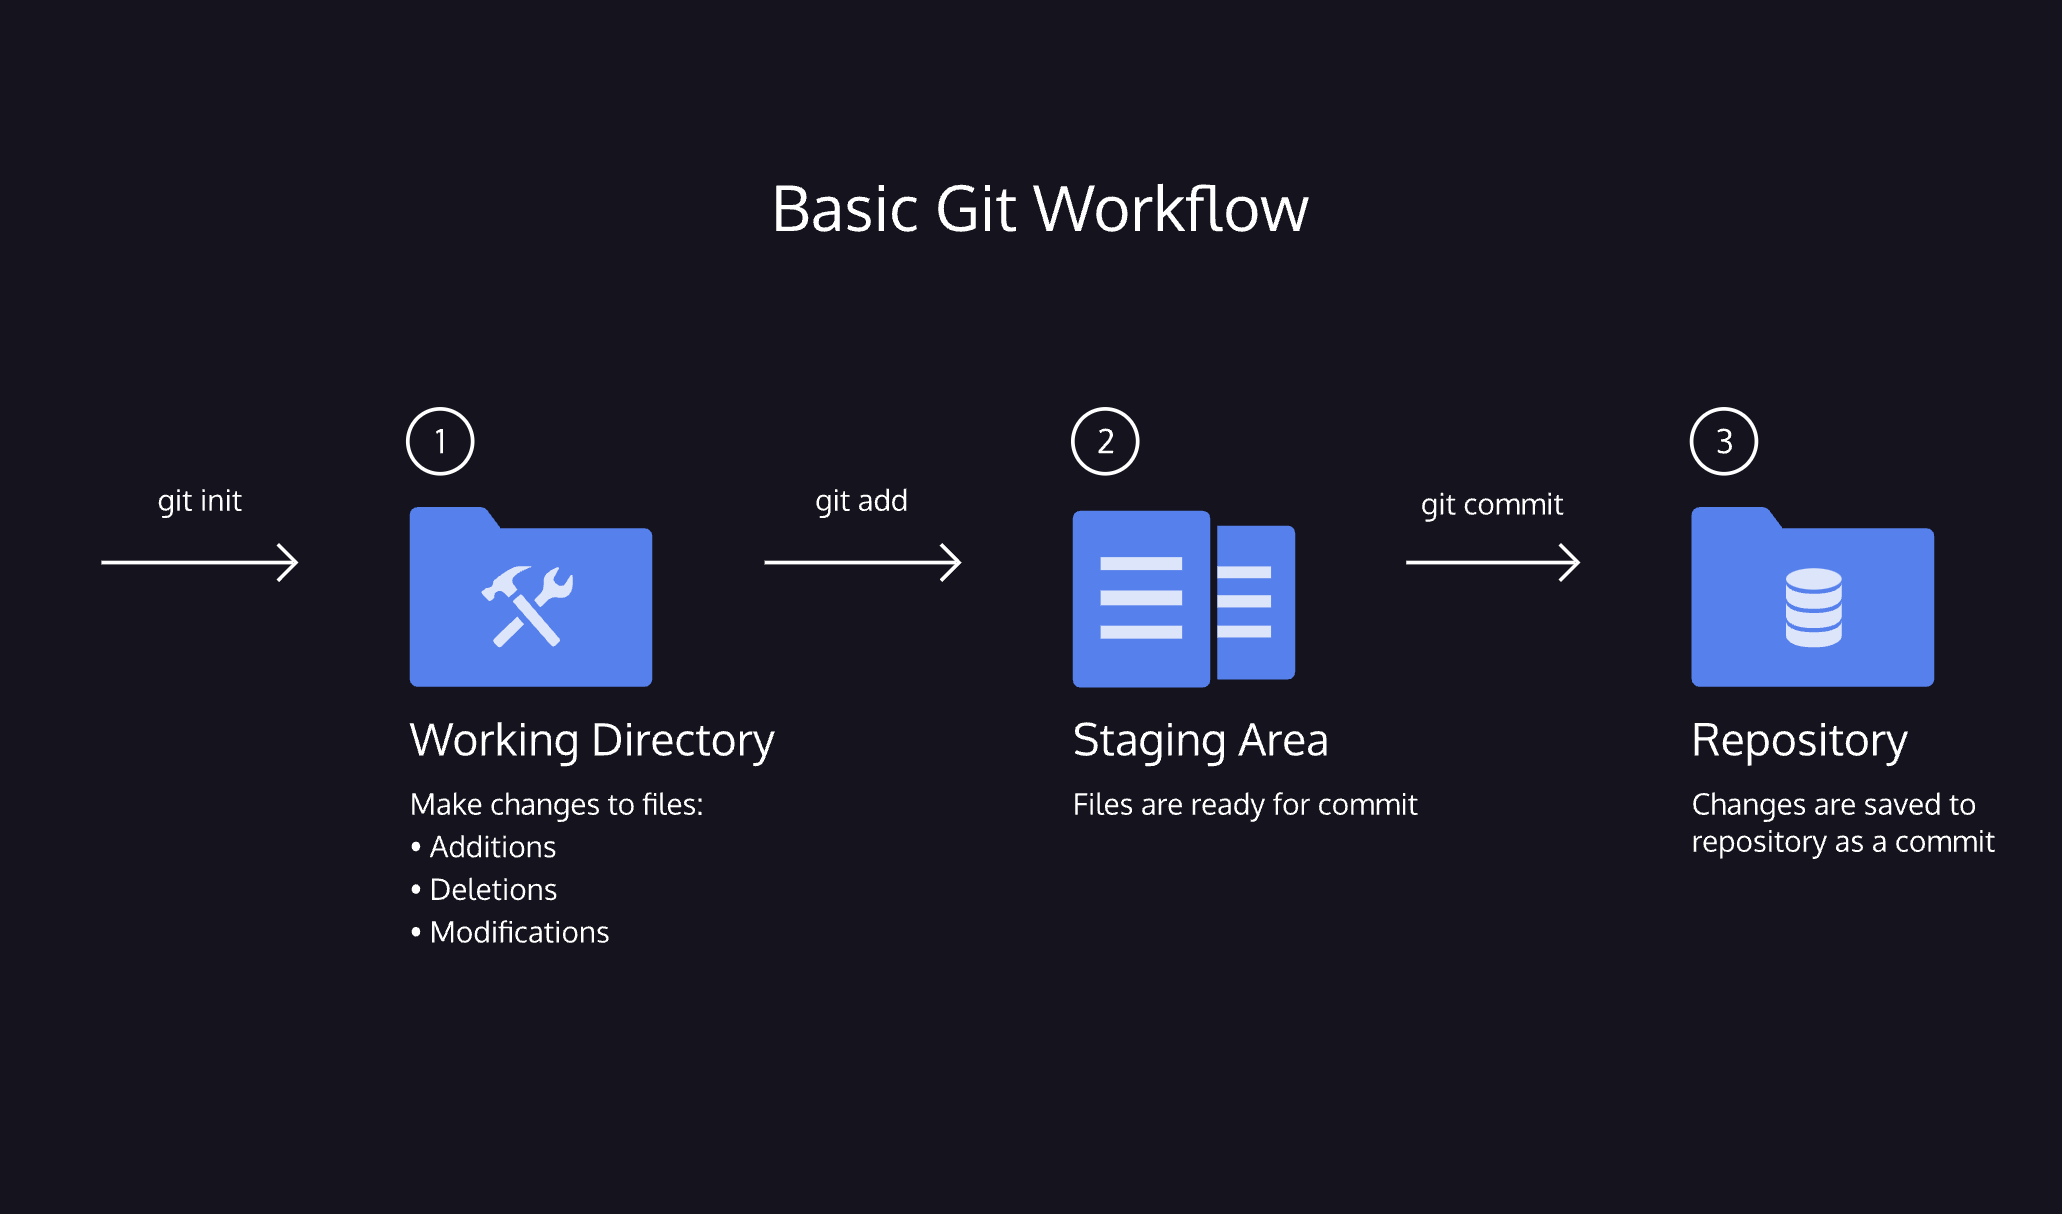 Basic Git Workflow
git init
1
Working Directory
Make changes to files:
• Additions
• Deletions
• Modifications
git add
2
Staging Area
Files are ready for commit
git commit
3
Repository
Changes are saved to
repository as a commit